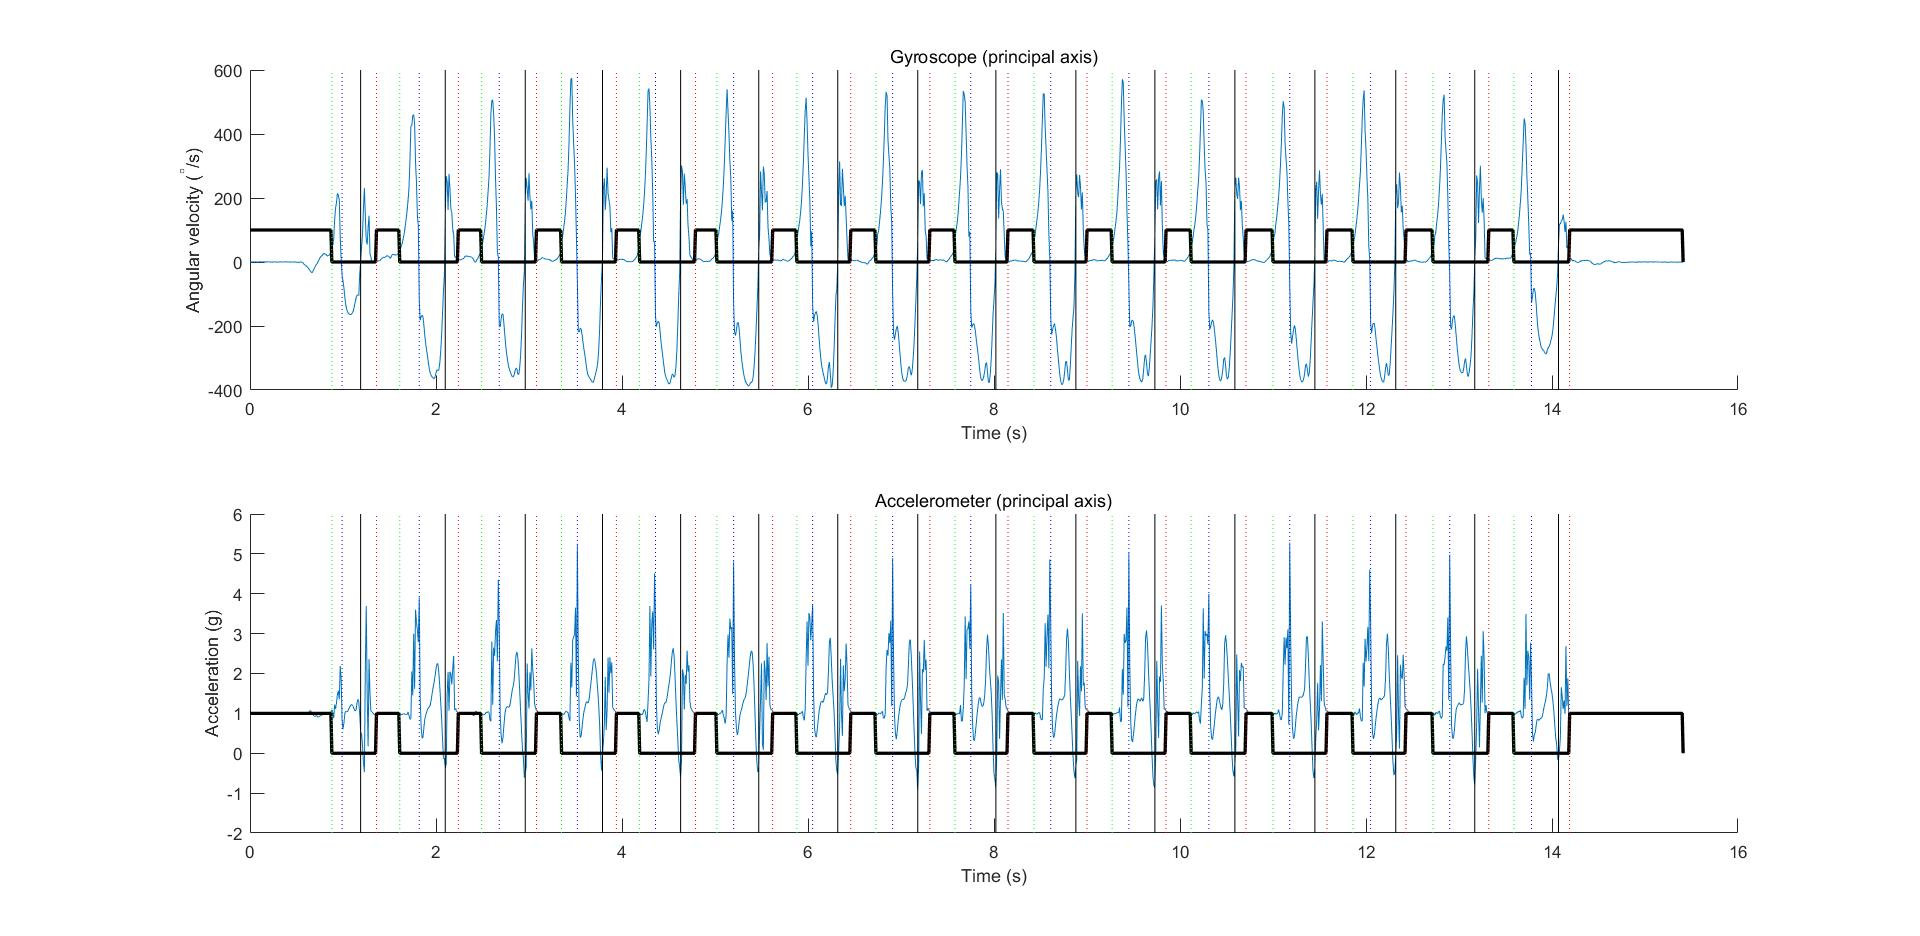 Gyroscope (principal axis)
600
400
200
0
-200
-400
Angular velocity (°/s)
0 2 4 6 8 10 12 14 16
Time (s)
Accelerometer (principal axis)
6
5
4
3
2
1
0
-1
-2
Acceleration (g)
0 2 4 6 8 10 12 14 16
Time (s)